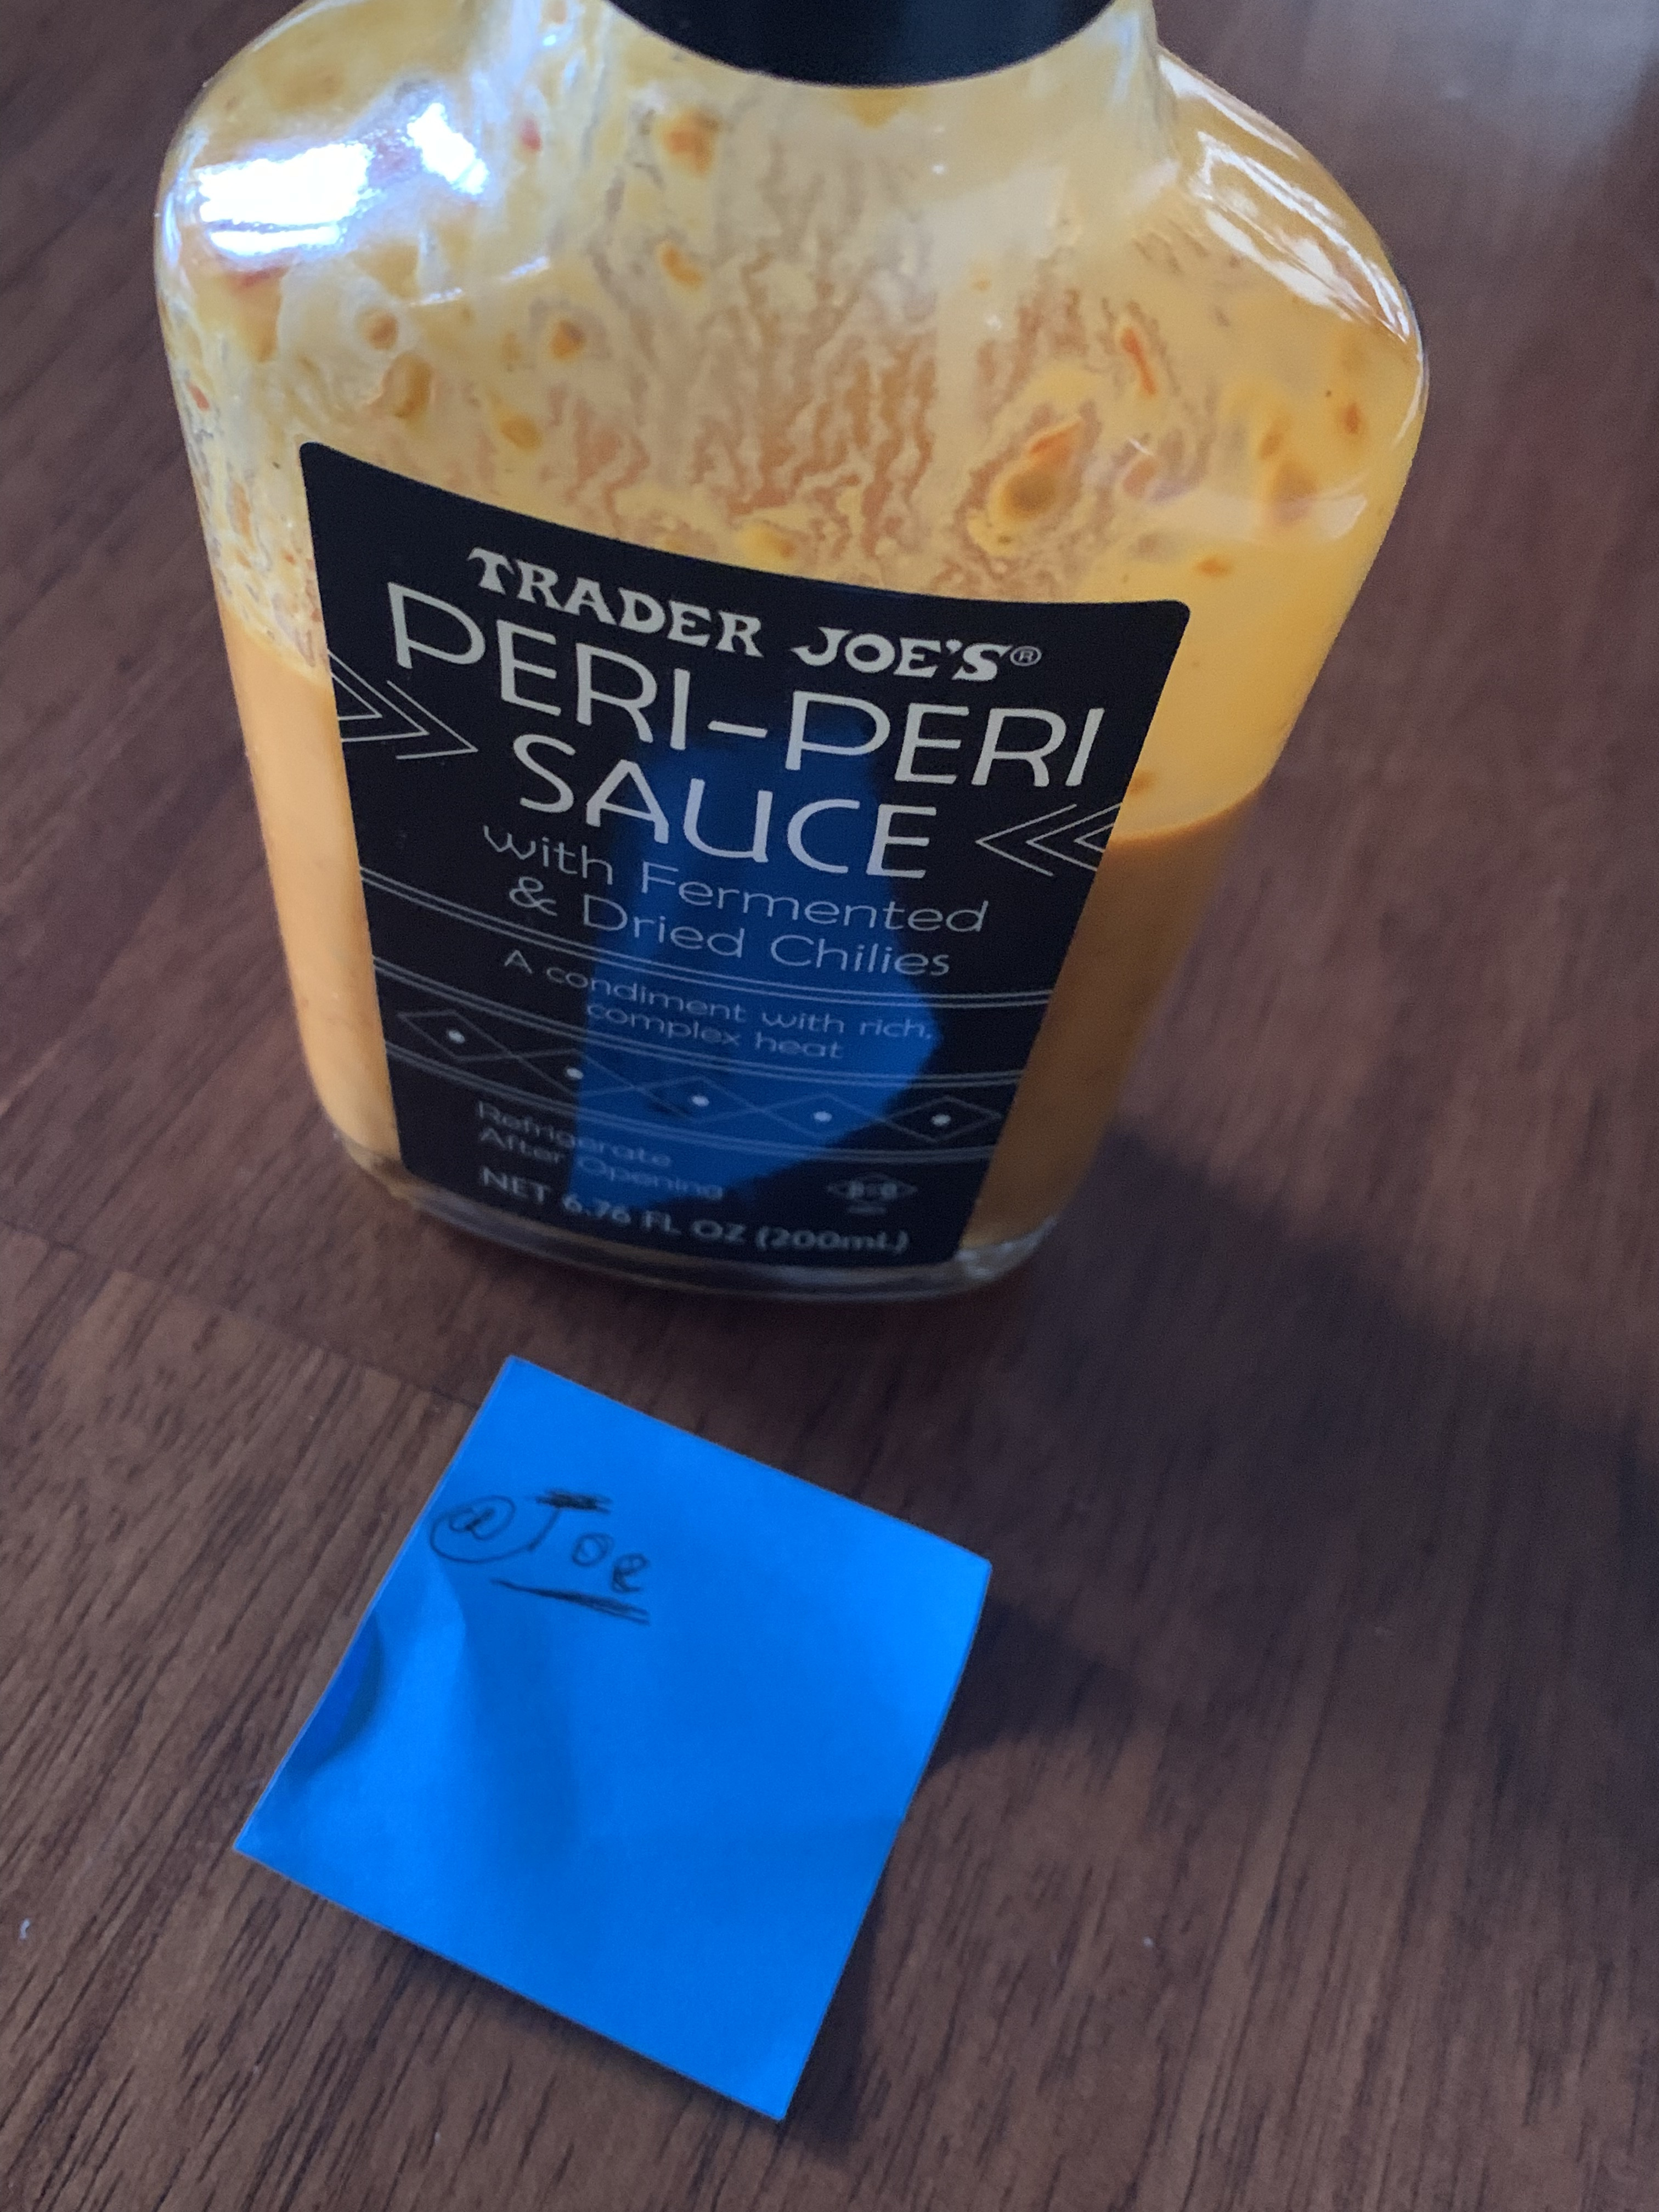 TRADER JOE'S®
PERI-PERI
SAUCE
with Fermented
& Dried Chilies
A condiment with rich,
complex heat
Refrigerate
After Opening
NET 6.76 FL OZ (200mL)
@Joe